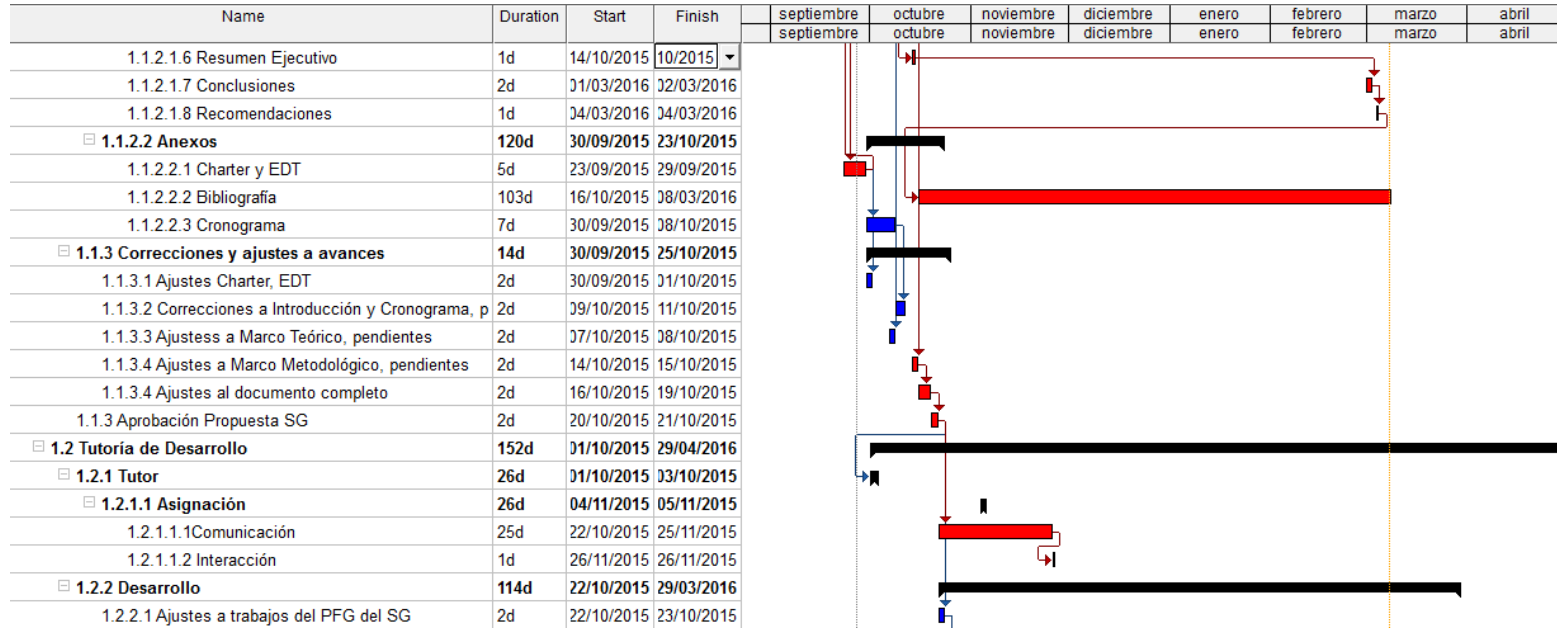 Name Duration Start Finish septiembre octubre noviembre diciembre enero febrero marzo abril
septiembre octubre noviembre diciembre enero febrero marzo abril
1.1.2.1.6 Resumen Ejecutivo 1d 14/10/2015 10/2015
1.1.2.1.7 Conclusiones 2d 01/03/2016 02/03/2016
1.1.2.1.8 Recomendaciones 1d 04/03/2016 04/03/2016
1.1.2.2 Anexos 120d 30/09/2015 23/10/2015
1.1.2.2.1 Charter y EDT 5d 23/09/2015 29/09/2015
1.1.2.2.2 Bibliografía 103d 16/10/2015 08/03/2016
1.1.2.2.3 Cronograma 7d 30/09/2015 08/10/2015
1.1.3 Correcciones y ajustes a avances 14d 30/09/2015 25/10/2015
1.1.3.1 Ajustes Charter, EDT 2d 30/09/2015 01/10/2015
1.1.3.2 Correcciones a Introducción y Cronograma, p 2d 09/10/2015 11/10/2015
1.1.3.3 Ajustess a Marco Teórico, pendientes 2d 07/10/2015 08/10/2015
1.1.3.4 Ajustes a Marco Metodológico, pendientes 2d 14/10/2015 15/10/2015
1.1.3.4 Ajustes al documento completo 2d 16/10/2015 19/10/2015
1.1.3 Aprobación Propuesta SG 2d 20/10/2015 21/10/2015
1.2 Tutoría de Desarrollo 152d 01/10/2015 29/04/2016
1.2.1 Tutor 26d 01/10/2015 03/10/2015
1.2.1.1 Asignación 26d 04/11/2015 05/11/2015
1.2.1.1.1Comunicación 25d 22/10/2015 25/11/2015
1.2.1.1.2 Interacción 1d 26/11/2015 26/11/2015
1.2.2 Desarrollo 114d 22/10/2015 29/03/2016
1.2.2.1 Ajustes a trabajos del PFG del SG 2d 22/10/2015 23/10/2015